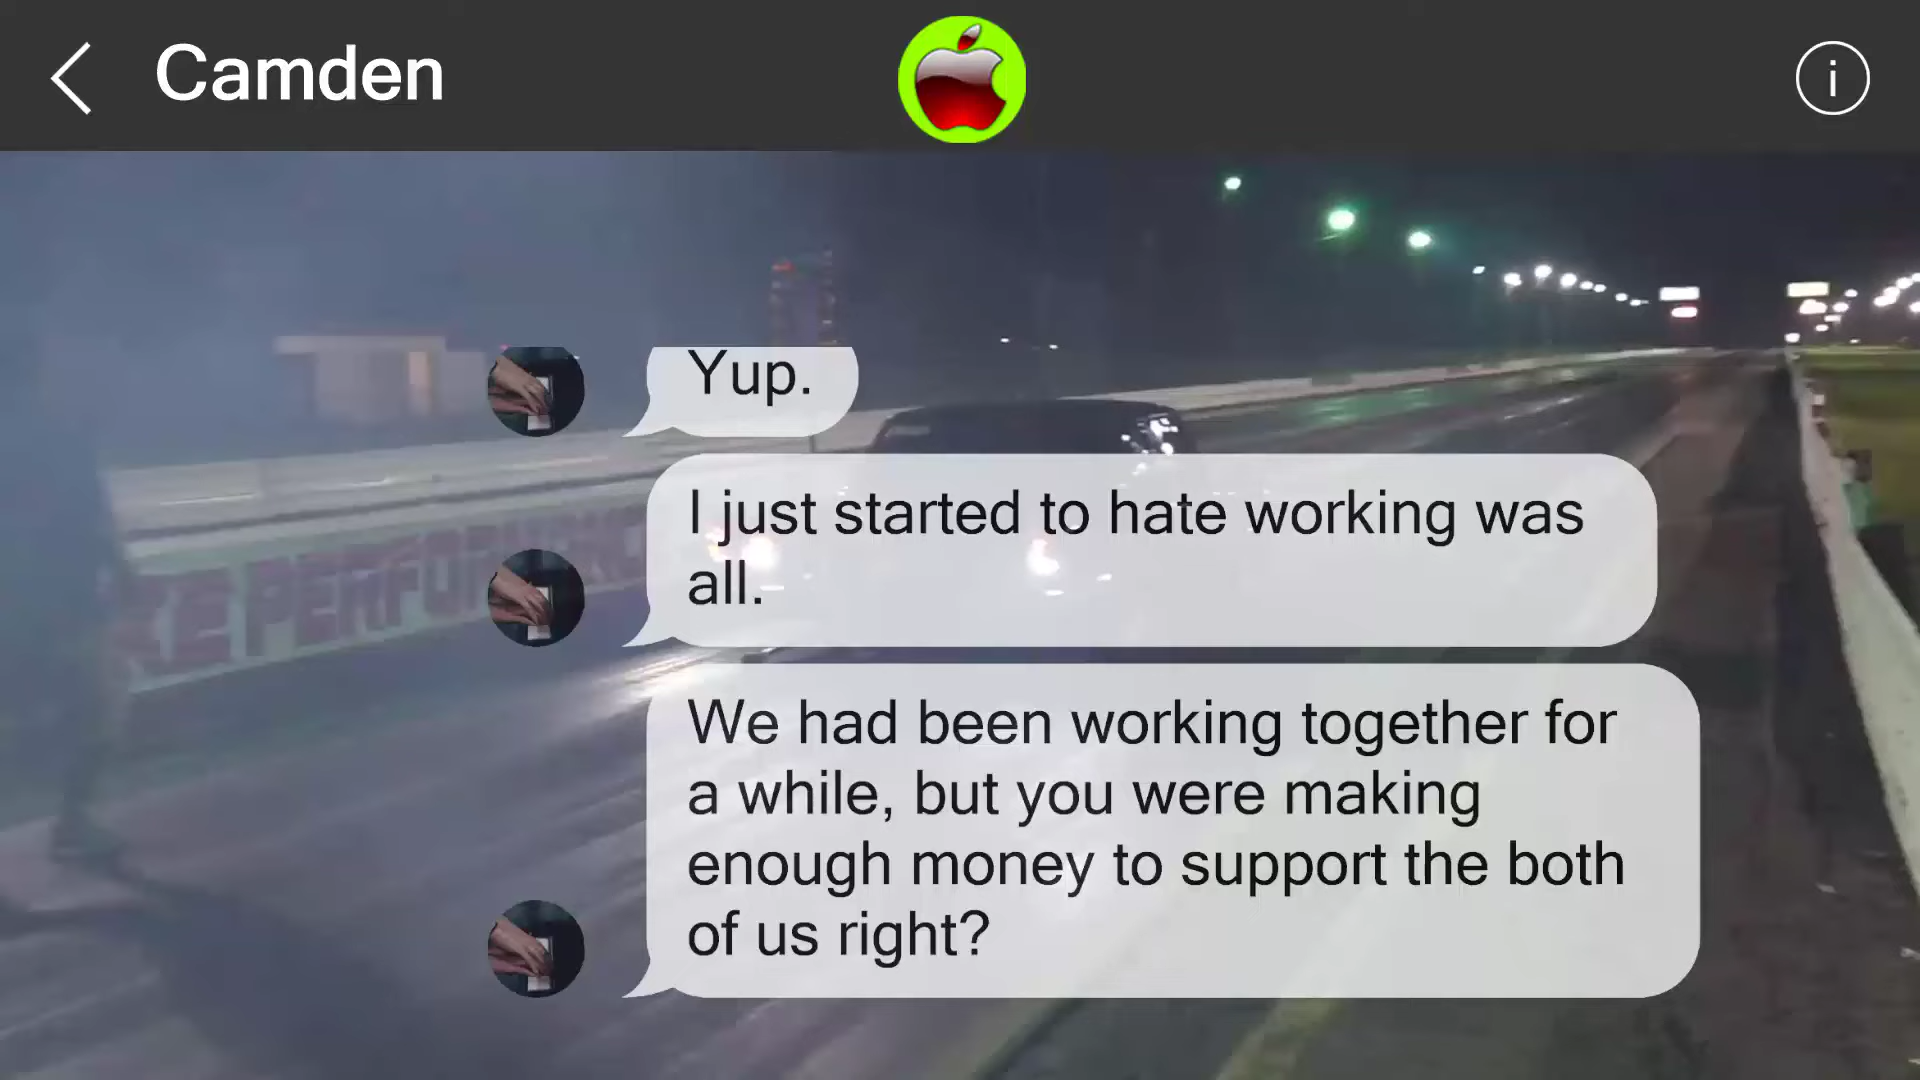 Camden
i
Yup.
I just started to hate working was
all.
We had been working together for
a while, but you were making
enough money to support the both
of us right?
PERFORMANC